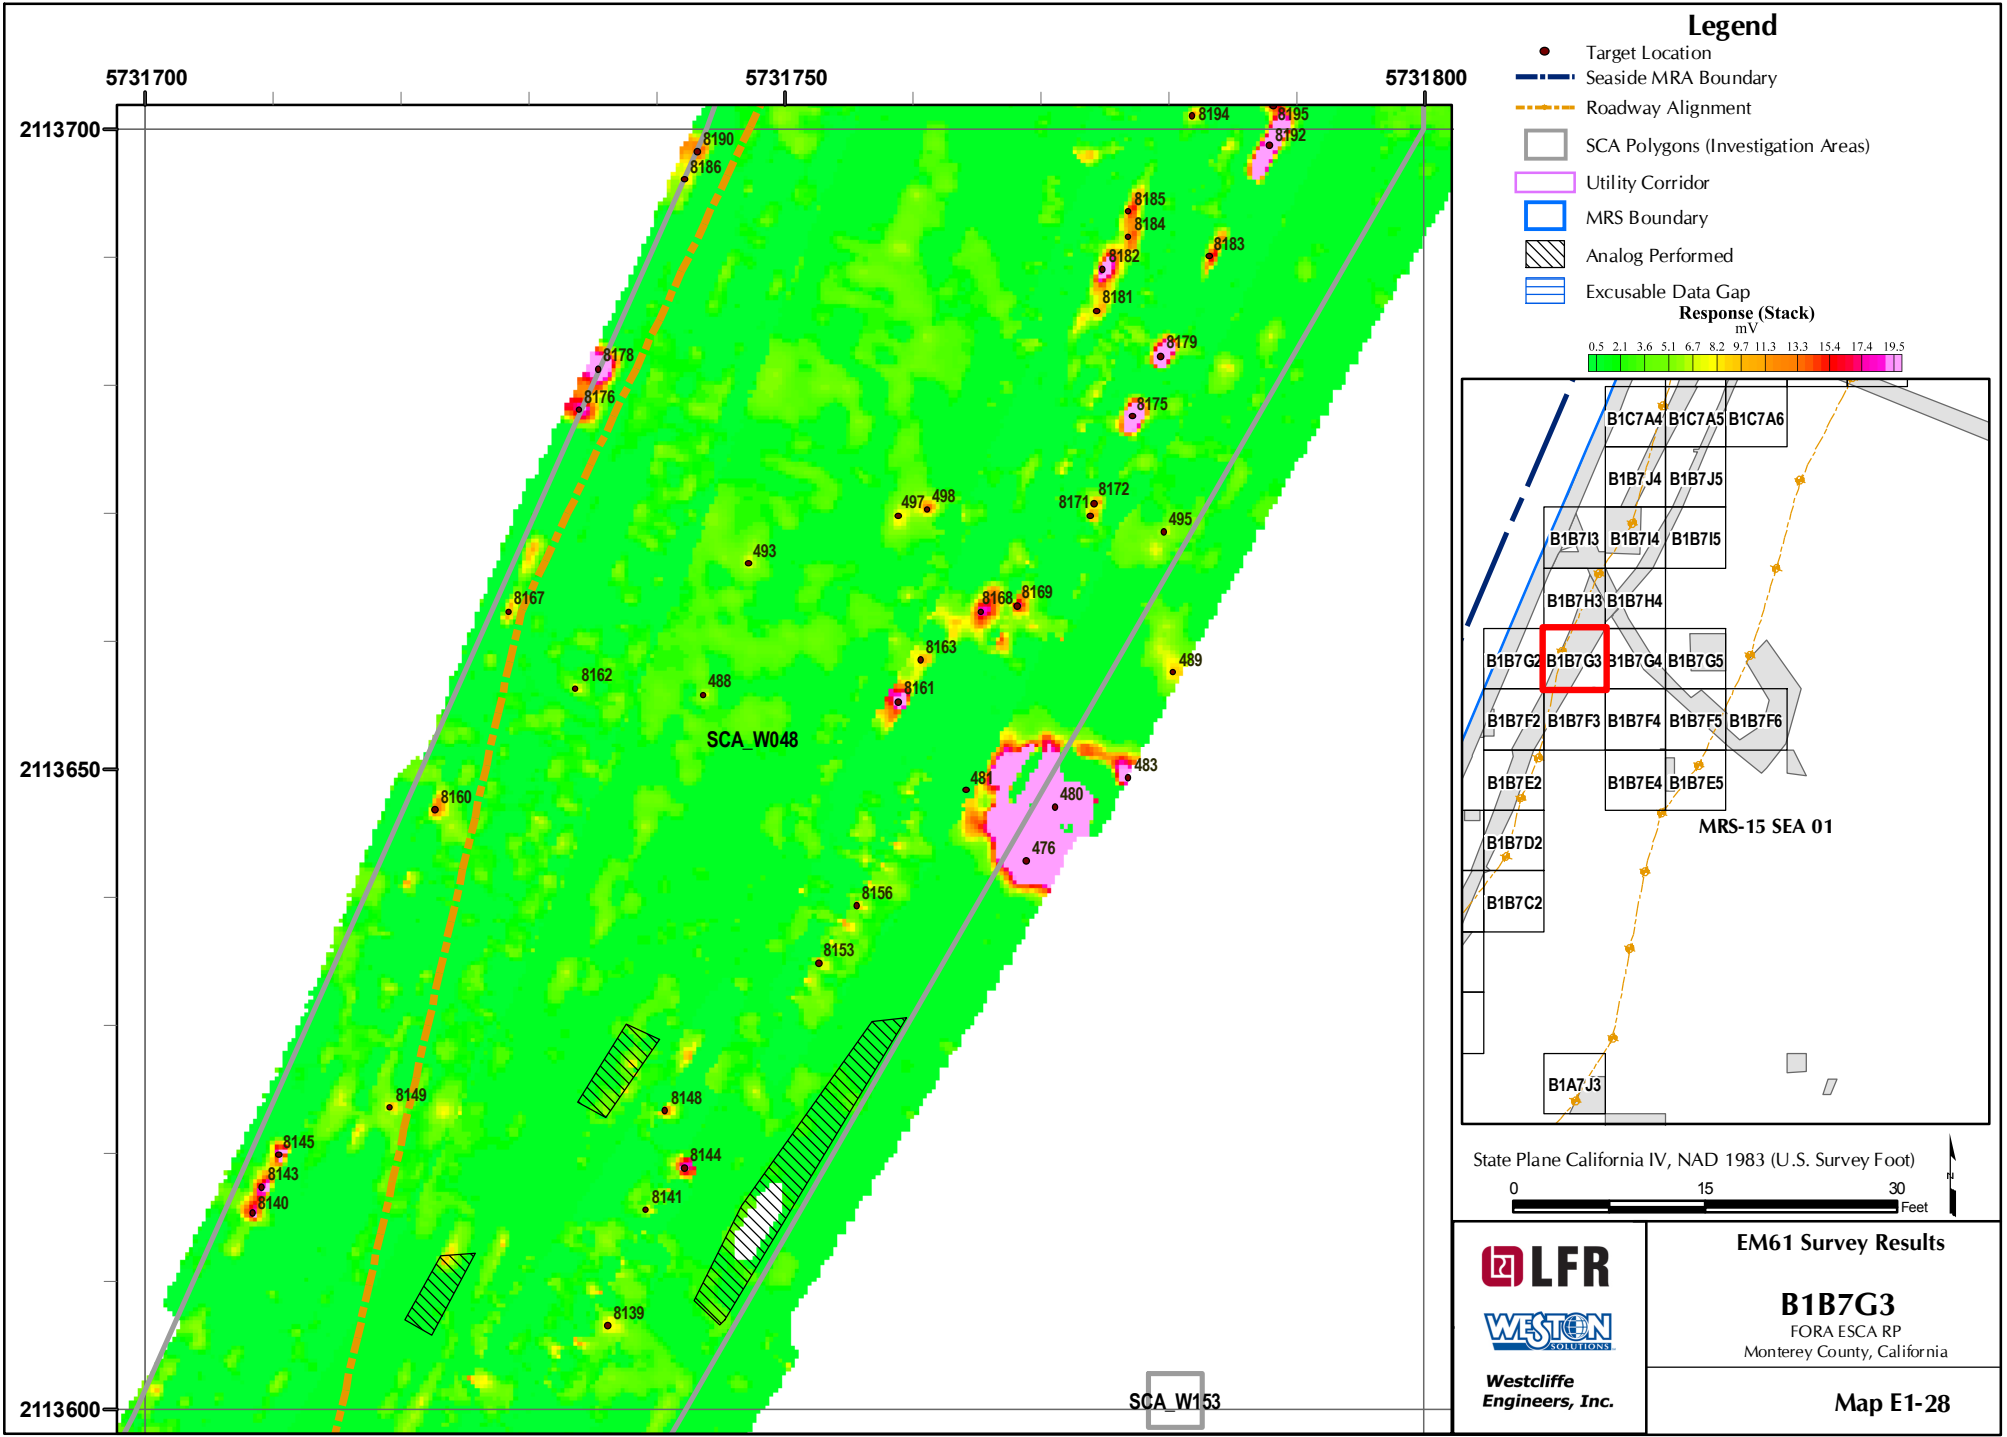 5731700
5731750
5731800
2113700
2113650
2113600
8194
8195
8192
8190
8186
8185
8184
8183
8182
8181
8179
8178
8176
8175
8172
8171
498
497
495
493
8169
8168
8167
8163
8162
8161
489
488
SCA_W048
483
481
480
476
8160
8156
8153
8149
8148
8145
8144
8143
8141
8140
8139
SCA_W153
Legend
Target Location
Seaside MRA Boundary
Roadway Alignment
SCA Polygons (Investigation Areas)
Utility Corridor
MRS Boundary
Analog Performed
Excusable Data Gap
Response (Stack)
mV
0.5 2.1 3.6 5.1 6.7 8.2 9.7 11.3 13.3 15.4 17.4 19.5
B1C7A4 B1C7A5 B1C7A6
B1B7J4 B1B7J5
B1B7I3 B1B7I4 B1B7I5
B1B7H3 B1B7H4
B1B7G2 B1B7G3 B1B7G4 B1B7G5
B1B7F2 B1B7F3 B1B7F4 B1B7F5 B1B7F6
B1B7E2 B1B7E4 B1B7E5
MRS-15 SEA 01
B1B7D2
B1B7C2
B1A7J3
State Plane California IV, NAD 1983 (U.S. Survey Foot)
0 15 30
Feet
N
LFR
WESTON
SOLUTIONS
Westcliffe
Engineers, Inc.
EM61 Survey Results
B1B7G3
FORA ESCA RP
Monterey County, California
Map E1-28